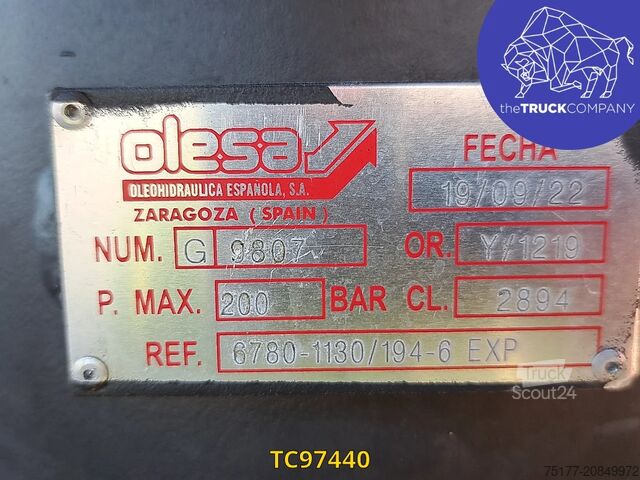 theTRUCKCOMPANY
olesa
OLEOHIDRAULICA ESPAÑOLA, S.A.
ZARAGOZA (SPAIN)
FECHA
19/09/22
NUM. G 9807 OR. Y/1219
P. MAX. 200 BAR CL. 2894
REF. 6780-1130/194-6 EXP
Truck
Scout24
TC97440
75177-20849972